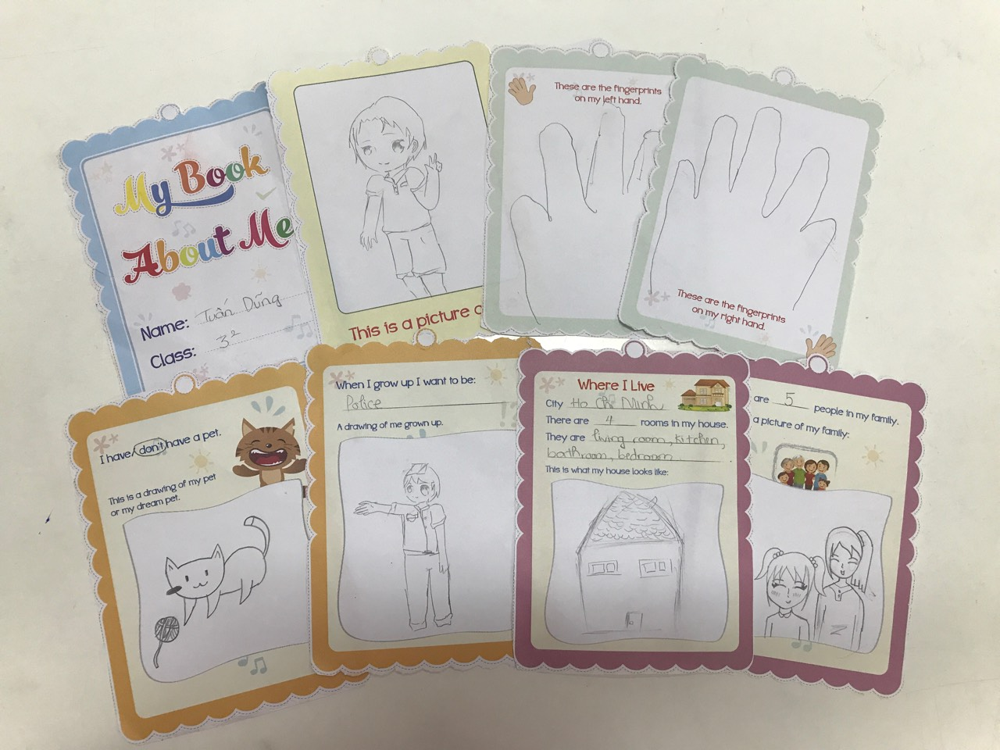 My Book
About Me
Name: Tuấn Dũng
Class: 3²
This is a picture o
These are the fingerprints
on my left hand.
These are the fingerprints
on my right hand.
I have/don't have a pet.
This is a drawing of my pet
or my dream pet.
When I grow up I want to be:
Police
A drawing of me grown up.
Where I Live
City Ho Chi Minh
There are 4 rooms in my house.
They are living room, kitchen,
bathroom, bedroom.
This is what my house looks like:
are 5 people in my family.
a picture of my family: